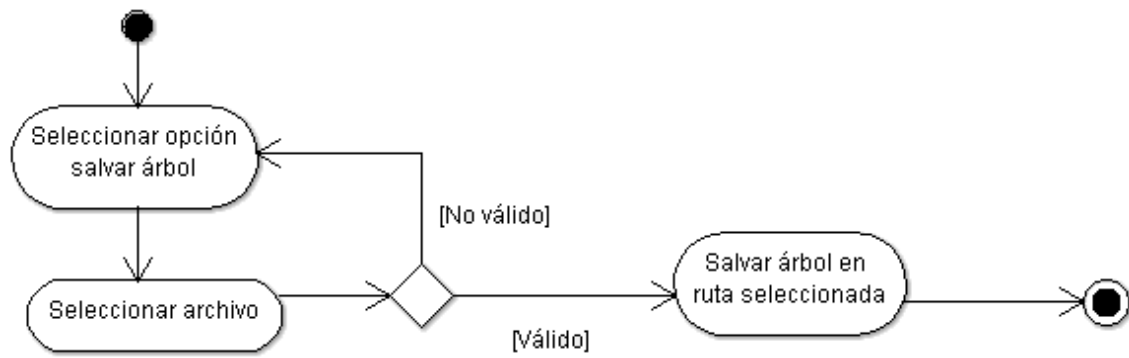 Seleccionar opción
salvar árbol
[No válido]
Seleccionar archivo
Salvar árbol en
ruta seleccionada
[Válido]